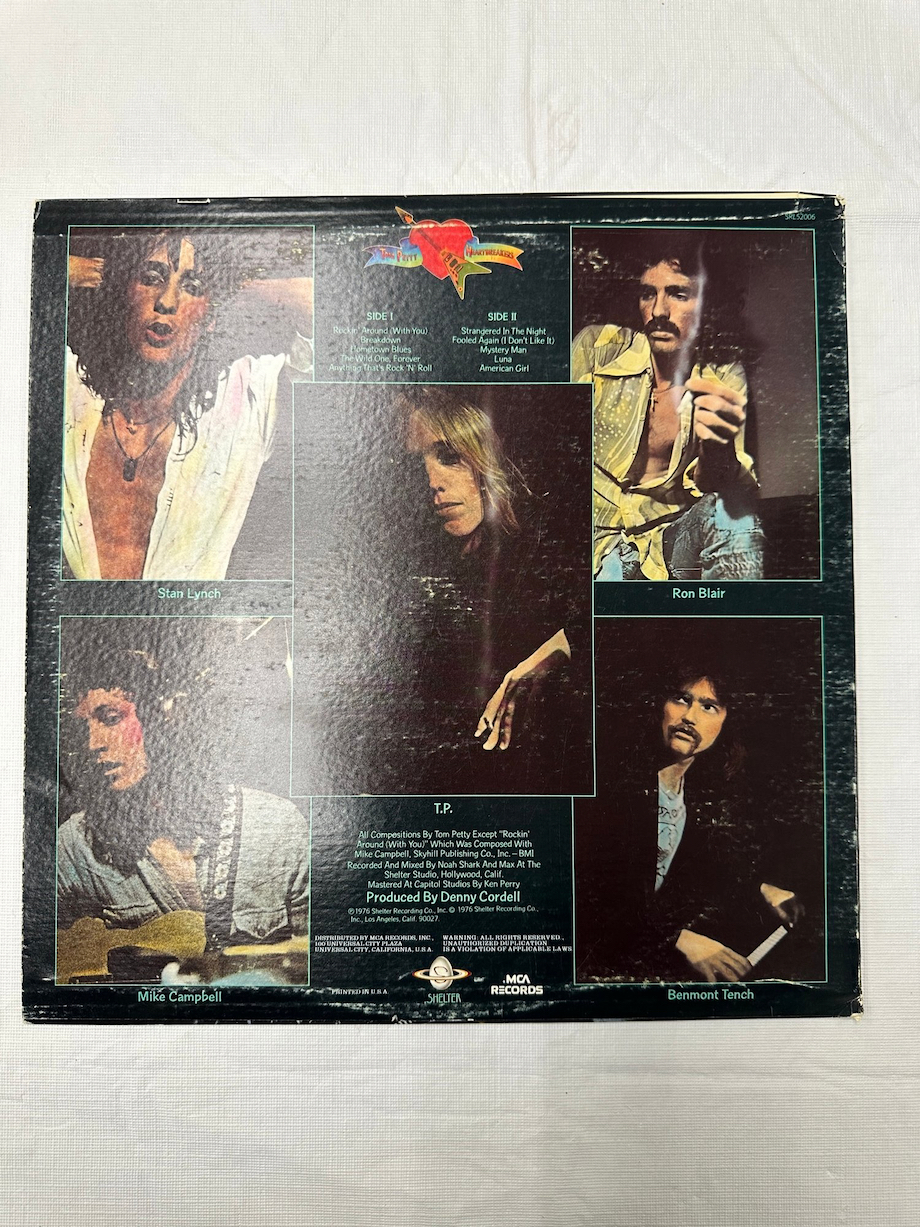 SRL52006
TOM PETTY
HEARTBREAKERS
SIDE I
Rockin' Around (With You)
Breakdown
Hometown Blues
The Wild One, Forever
Anything That's Rock 'N' Roll
SIDE II
Strangered In The Night
Fooled Again (I Don't Like It)
Mystery Man
Luna
American Girl
Stan Lynch
Ron Blair
T.P.
All Compositions By Tom Petty Except "Rockin'
Around (With You)" Which Was Composed With
Mike Campbell, Skyhill Publishing Co., Inc. – BMI
Recorded And Mixed By Noah Shark And Max At The
Shelter Studio, Hollywood, Calif.
Mastered At Capitol Studios By Ken Perry
Produced By Denny Cordell
℗ 1976 Shelter Recording Co., Inc. © 1976 Shelter Recording Co.,
Inc., Los Angeles, Calif. 90027.
DISTRIBUTED BY MCA RECORDS, INC.,
100 UNIVERSAL CITY PLAZA
UNIVERSAL CITY, CALIFORNIA, U.S.A.
WARNING: ALL RIGHTS RESERVED.
UNAUTHORIZED DUPLICATION
IS A VIOLATION OF APPLICABLE LAWS
PRINTED IN U.S.A.
SHELTER
MCA RECORDS
Mike Campbell
Benmont Tench